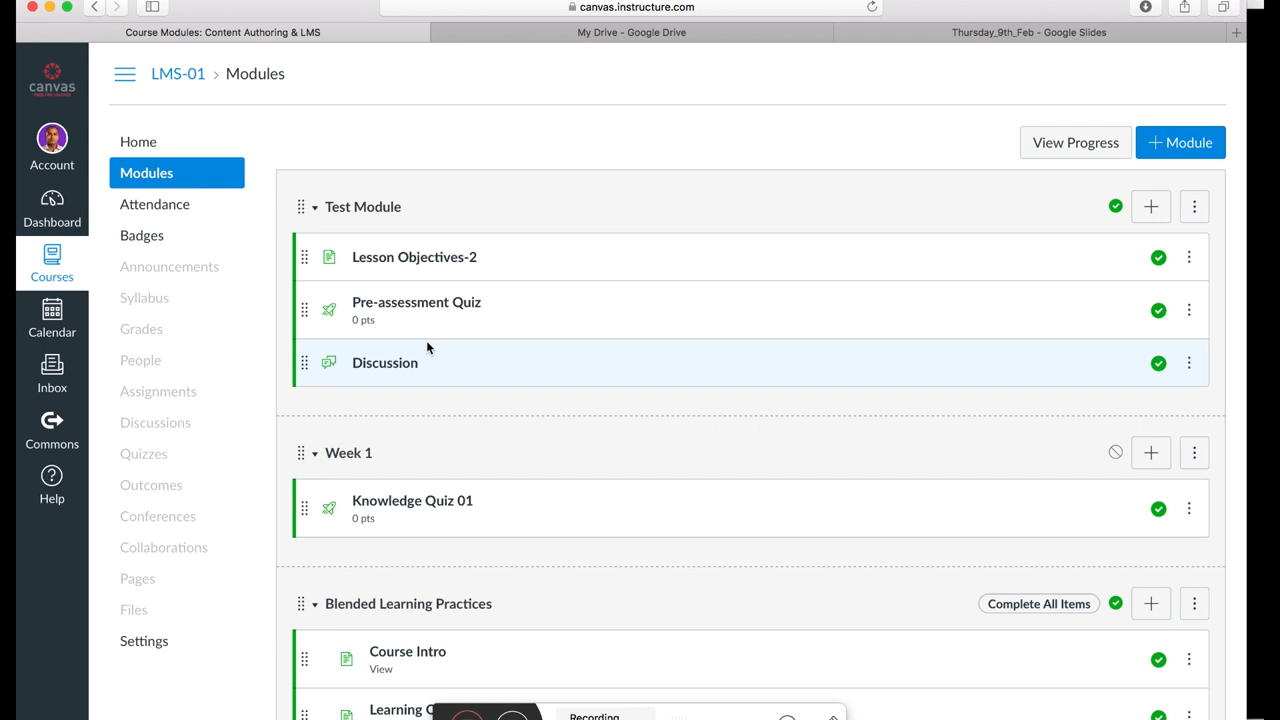 canvas.instructure.com
Course Modules: Content Authoring & LMS
My Drive - Google Drive
Thursday_9th_Feb - Google Slides
canvas
Account
Dashboard
Courses
Calendar
Inbox
Commons
Help
LMS-01 > Modules
Home
Modules
Attendance
Badges
Announcements
Syllabus
Grades
People
Assignments
Discussions
Quizzes
Outcomes
Conferences
Collaborations
Pages
Files
Settings
View Progress
+ Module
Test Module
Lesson Objectives-2
Pre-assessment Quiz
0 pts
Discussion
Week 1
Knowledge Quiz 01
0 pts
Blended Learning Practices
Complete All Items
Course Intro
View
Learning
Recording